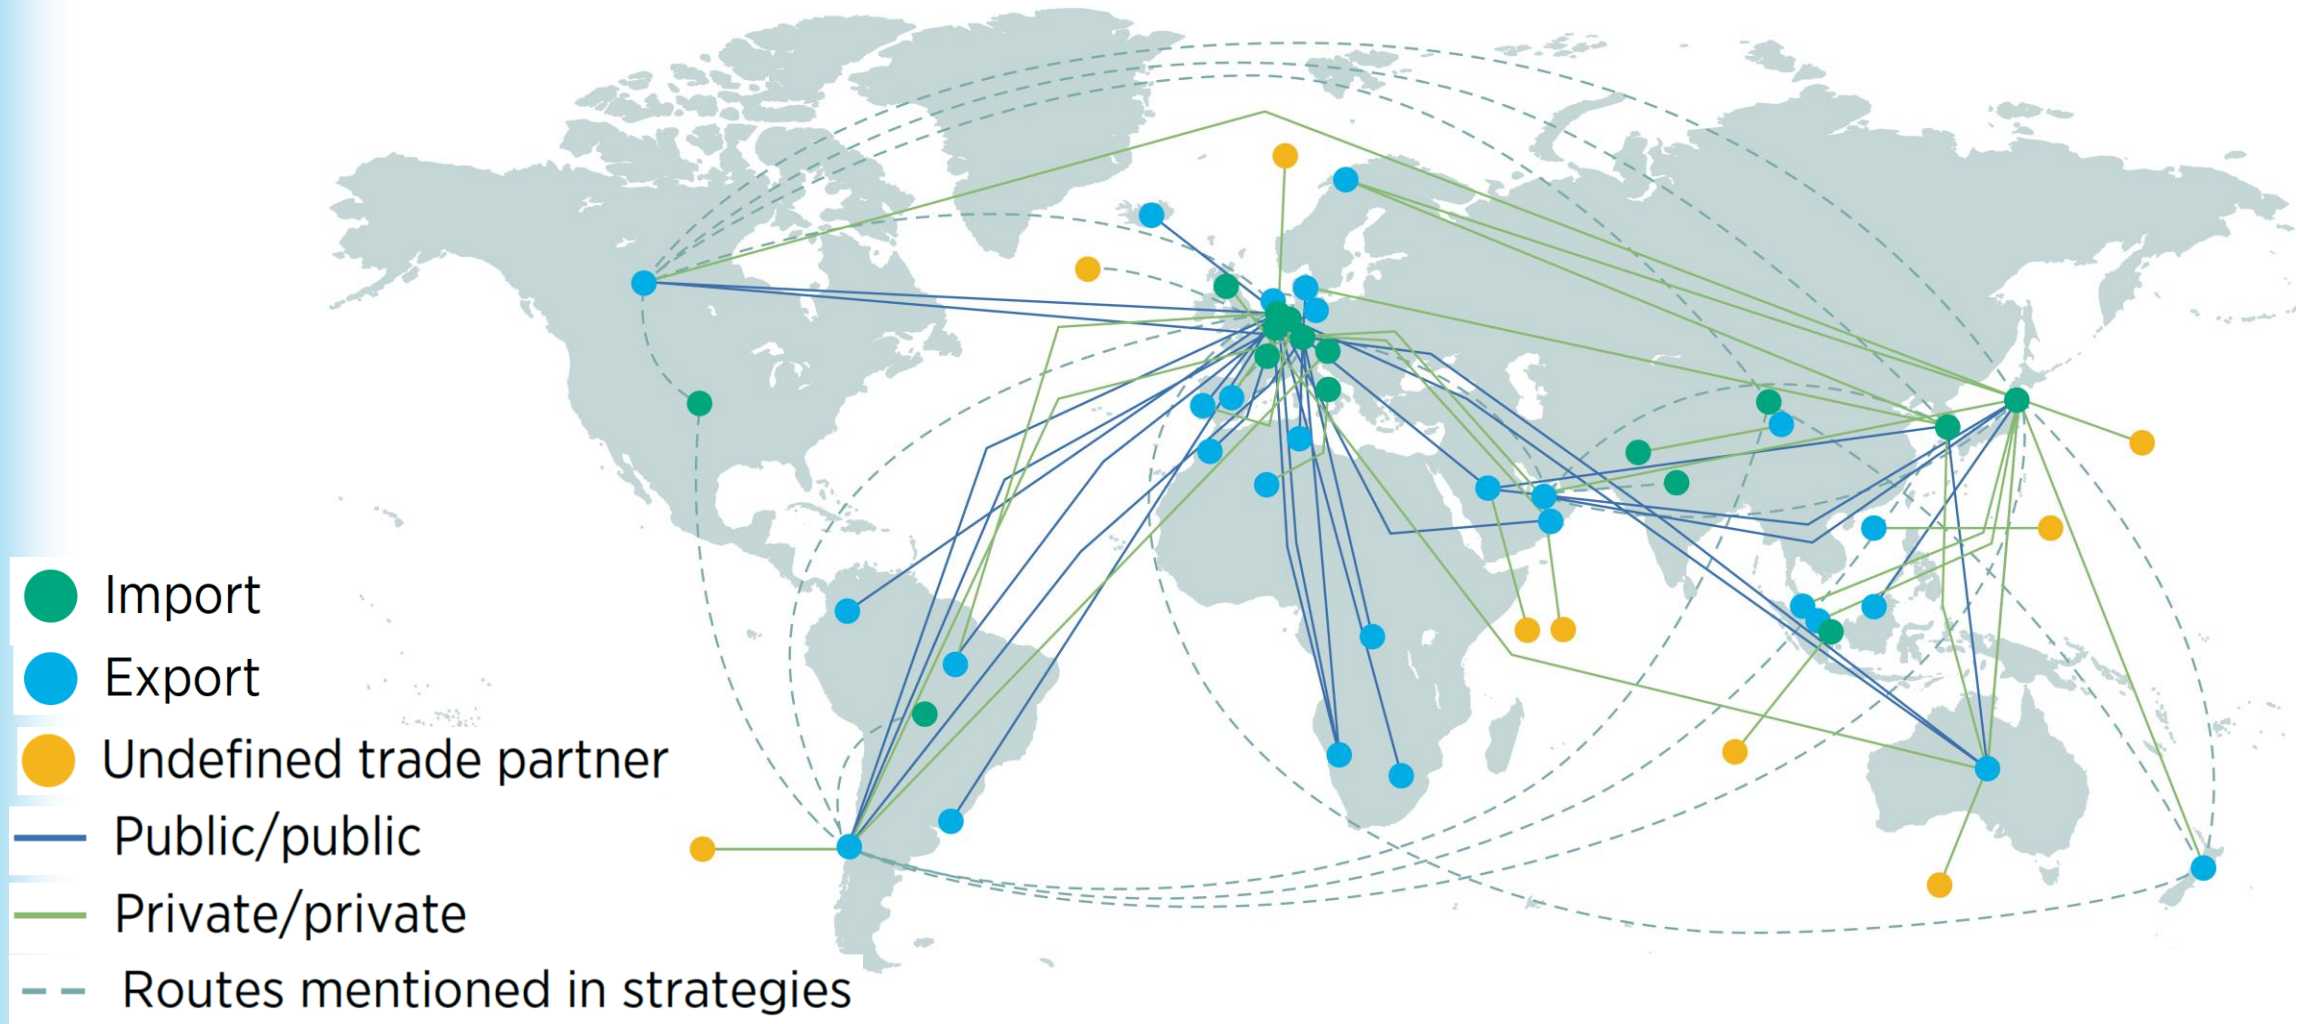 Import
Export
Undefined trade partner
Public/public
Private/private
Routes mentioned in strategies